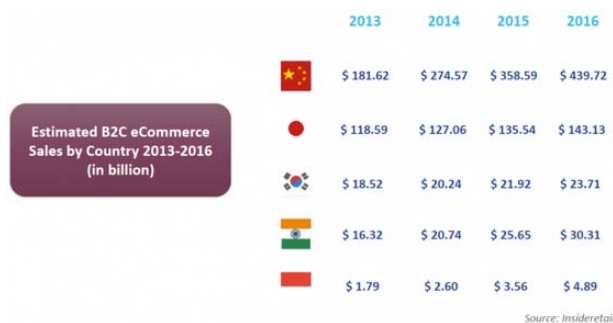 2013 2014 2015 2016
$ 181.62 $ 274.57 $ 358.59 $ 439.72
$ 118.59 $ 127.06 $ 135.54 $ 143.13
Estimated B2C eCommerce
Sales by Country 2013-2016
(in billion)
$ 18.52 $ 20.24 $ 21.92 $ 23.71
$ 16.32 $ 20.74 $ 25.65 $ 30.31
$ 1.79 $ 2.60 $ 3.56 $ 4.89
Source: Insideretai